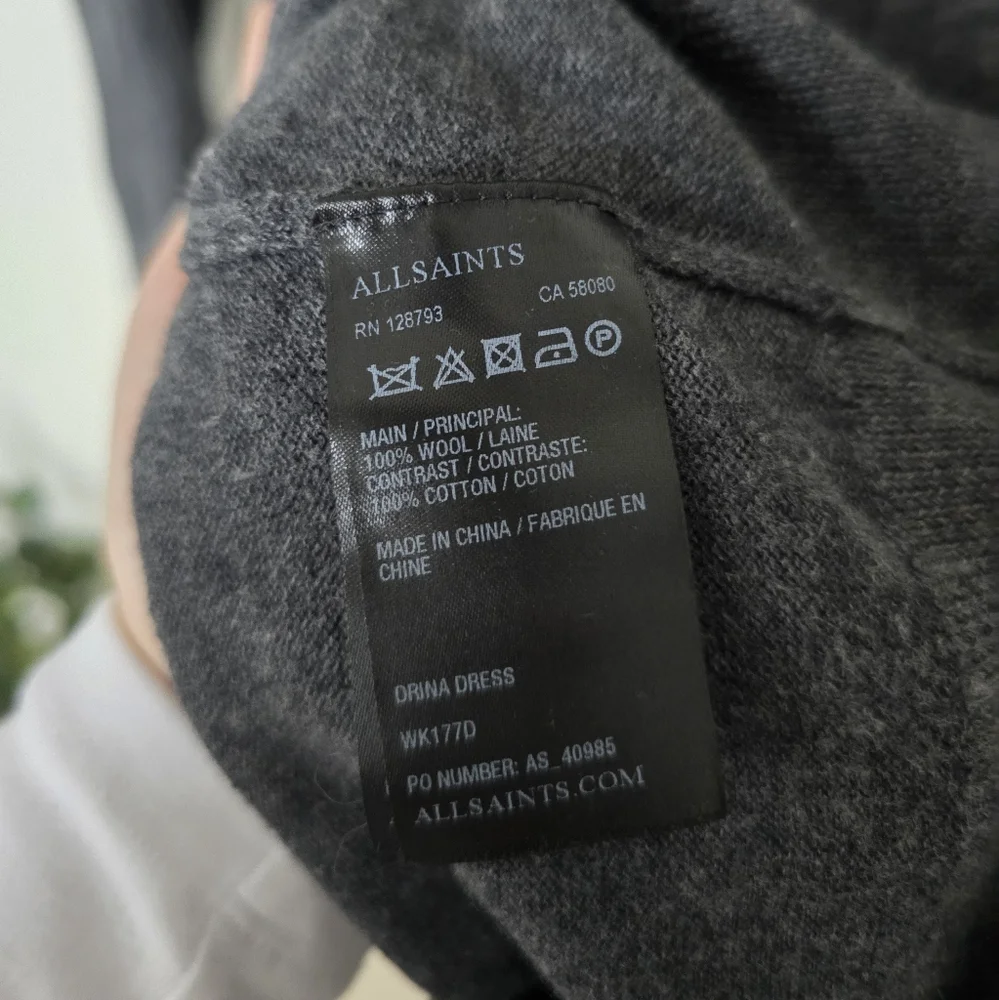 ALLSAINTS
RN 128793 CA 58080
P
MAIN / PRINCIPAL:
100% WOOL / LAINE
CONTRAST / CONTRASTE:
100% COTTON / COTON
MADE IN CHINA / FABRIQUE EN
CHINE
DRINA DRESS
WK177D
PO NUMBER: AS_40985
ALLSAINTS.COM